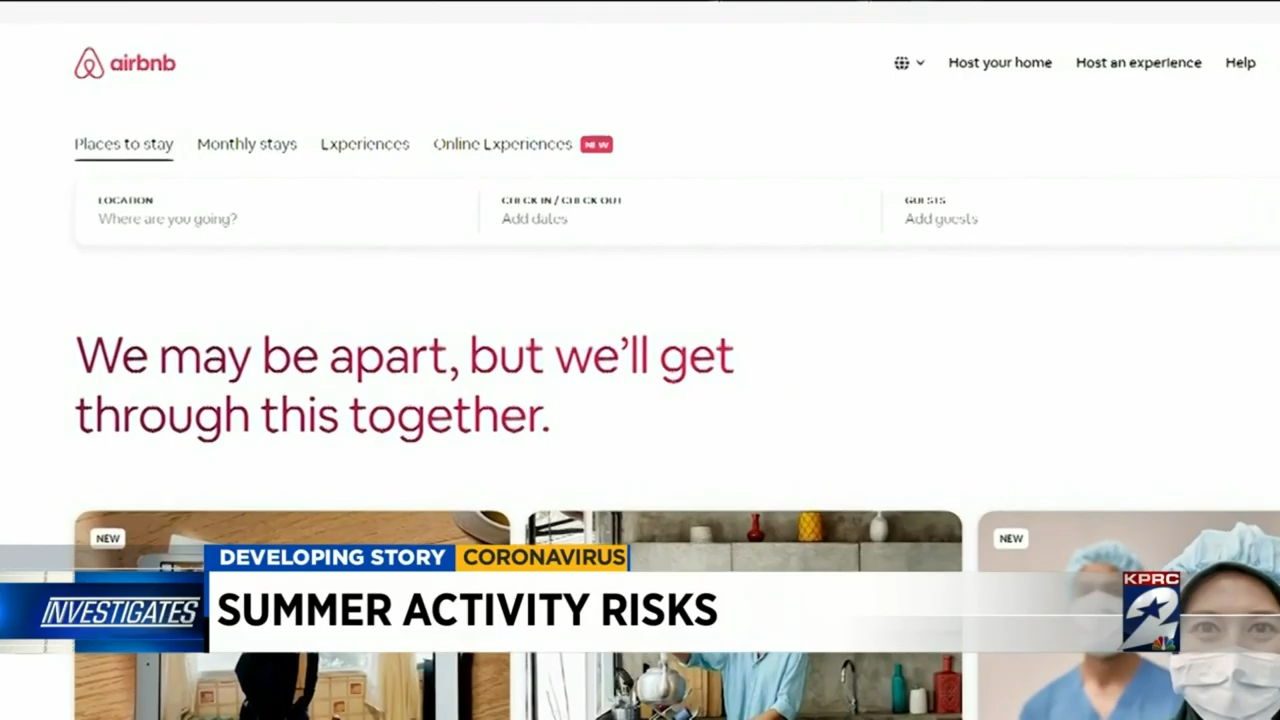 airbnb
Host your home
Host an experience
Help
Places to stay
Monthly stays
Experiences
Online Experiences
NEW
LOCATION
Where are you going?
CHECK IN / CHECK OUT
Add dates
GUESTS
Add guests
We may be apart, but we'll get
through this together.
NEW
NEW
DEVELOPING STORY
CORONAVIRUS
INVESTIGATES
SUMMER ACTIVITY RISKS
KPRC
2